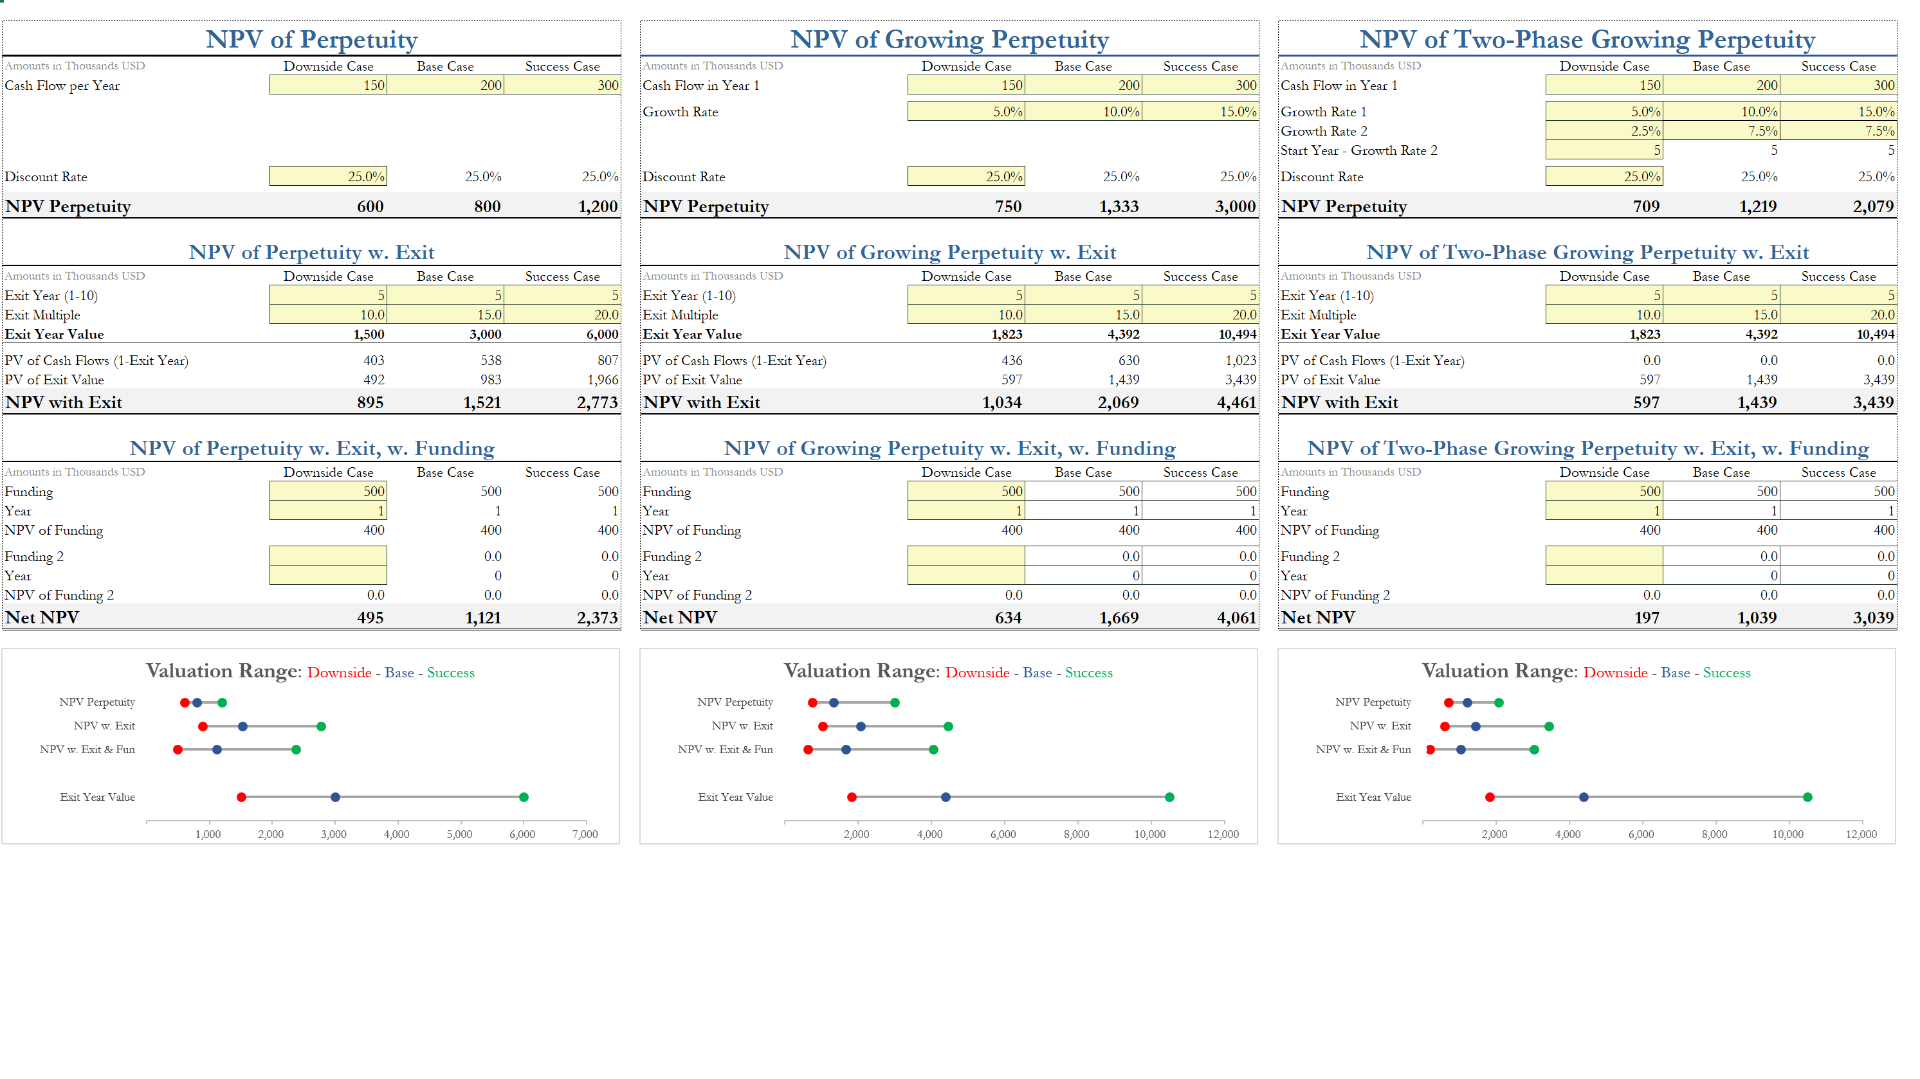 NPV of Perpetuity
Amounts in Thousands USD Downside Case Base Case Success Case
Cash Flow per Year 150 200 300
Discount Rate 25.0% 25.0% 25.0%
NPV Perpetuity 600 800 1,200
NPV of Perpetuity w. Exit
Amounts in Thousands USD Downside Case Base Case Success Case
Exit Year (1-10) 5 5 5
Exit Multiple 10.0 15.0 20.0
Exit Year Value 1,500 3,000 6,000
PV of Cash Flows (1-Exit Year) 403 538 807
PV of Exit Value 492 983 1,966
NPV with Exit 895 1,521 2,773
NPV of Perpetuity w. Exit, w. Funding
Amounts in Thousands USD Downside Case Base Case Success Case
Funding 500 500 500
Year 1 1 1
NPV of Funding 400 400 400
Funding 2 0.0 0.0
Year 0 0
NPV of Funding 2 0.0 0.0 0.0
Net NPV 495 1,121 2,373
Valuation Range: Downside - Base - Success
NPV Perpetuity
NPV w. Exit
NPV w. Exit & Fun
Exit Year Value
1,000 2,000 3,000 4,000 5,000 6,000 7,000
NPV of Growing Perpetuity
Amounts in Thousands USD Downside Case Base Case Success Case
Cash Flow in Year 1 150 200 300
Growth Rate 5.0% 10.0% 15.0%
Discount Rate 25.0% 25.0% 25.0%
NPV Perpetuity 750 1,333 3,000
NPV of Growing Perpetuity w. Exit
Amounts in Thousands USD Downside Case Base Case Success Case
Exit Year (1-10) 5 5 5
Exit Multiple 10.0 15.0 20.0
Exit Year Value 1,823 4,392 10,494
PV of Cash Flows (1-Exit Year) 436 630 1,023
PV of Exit Value 597 1,439 3,439
NPV with Exit 1,034 2,069 4,461
NPV of Growing Perpetuity w. Exit, w. Funding
Amounts in Thousands USD Downside Case Base Case Success Case
Funding 500 500 500
Year 1 1 1
NPV of Funding 400 400 400
Funding 2 0.0 0.0
Year 0 0
NPV of Funding 2 0.0 0.0 0.0
Net NPV 634 1,669 4,061
Valuation Range: Downside - Base - Success
NPV Perpetuity
NPV w. Exit
NPV w. Exit & Fun
Exit Year Value
2,000 4,000 6,000 8,000 10,000 12,000
NPV of Two-Phase Growing Perpetuity
Amounts in Thousands USD Downside Case Base Case Success Case
Cash Flow in Year 1 150 200 300
Growth Rate 1 5.0% 10.0% 15.0%
Growth Rate 2 2.5% 7.5% 7.5%
Start Year - Growth Rate 2 5 5 5
Discount Rate 25.0% 25.0% 25.0%
NPV Perpetuity 709 1,219 2,079
NPV of Two-Phase Growing Perpetuity w. Exit
Amounts in Thousands USD Downside Case Base Case Success Case
Exit Year (1-10) 5 5 5
Exit Multiple 10.0 15.0 20.0
Exit Year Value 1,823 4,392 10,494
PV of Cash Flows (1-Exit Year) 0.0 0.0 0.0
PV of Exit Value 597 1,439 3,439
NPV with Exit 597 1,439 3,439
NPV of Two-Phase Growing Perpetuity w. Exit, w. Funding
Amounts in Thousands USD Downside Case Base Case Success Case
Funding 500 500 500
Year 1 1 1
NPV of Funding 400 400 400
Funding 2 0.0 0.0
Year 0 0
NPV of Funding 2 0.0 0.0 0.0
Net NPV 197 1,039 3,039
Valuation Range: Downside - Base - Success
NPV Perpetuity
NPV w. Exit
NPV w. Exit & Fun
Exit Year Value
2,000 4,000 6,000 8,000 10,000 12,000